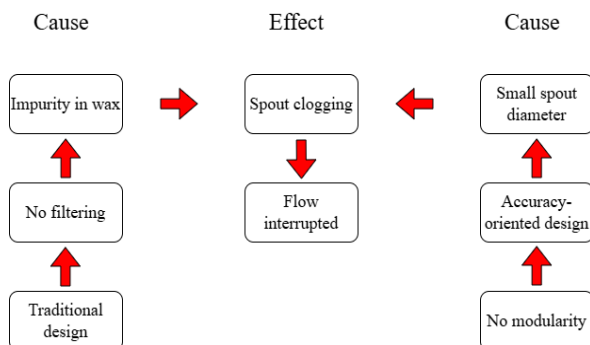 Cause
Effect
Cause
Impurity in wax
Spout clogging
Small spout
diameter
No filtering
Flow
interrupted
Accuracy-
oriented design
Traditional
design
No modularity